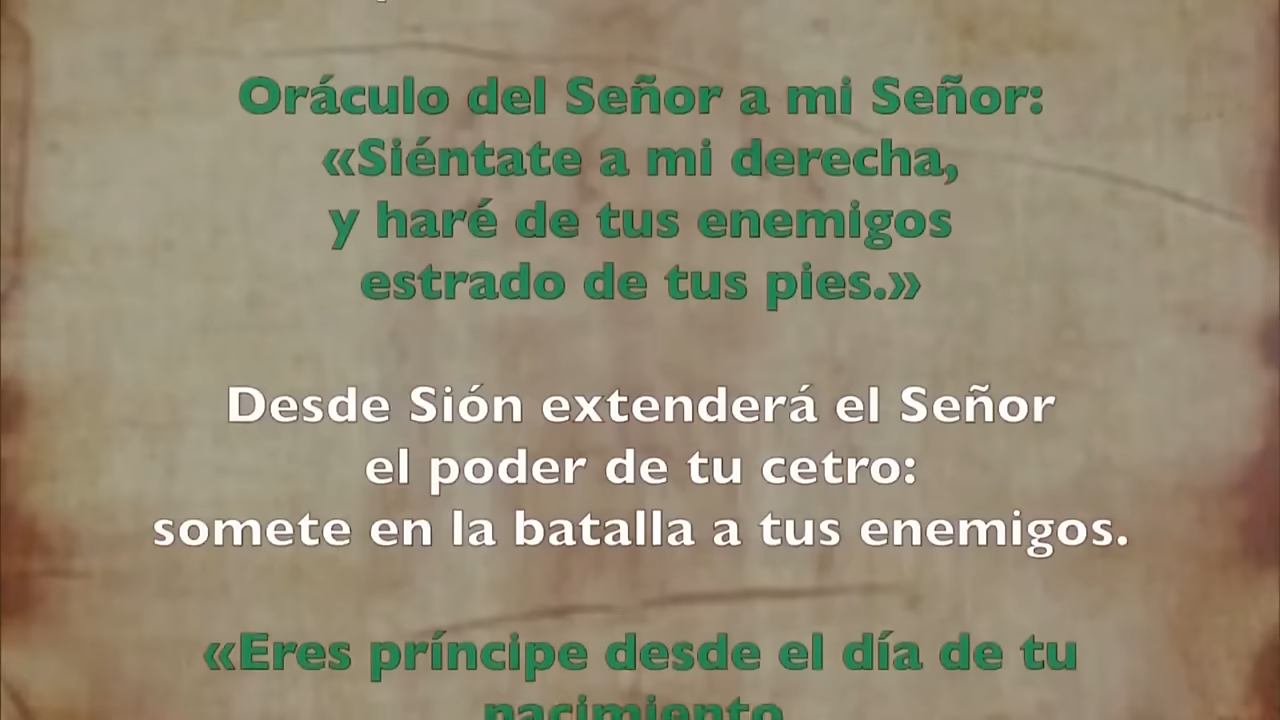 Oráculo del Señor a mi Señor:
«Siéntate a mi derecha,
y haré de tus enemigos
estrado de tus pies.»
Desde Sión extenderá el Señor
el poder de tu cetro:
somete en la batalla a tus enemigos.
«Eres príncipe desde el día de tu
nacimiento